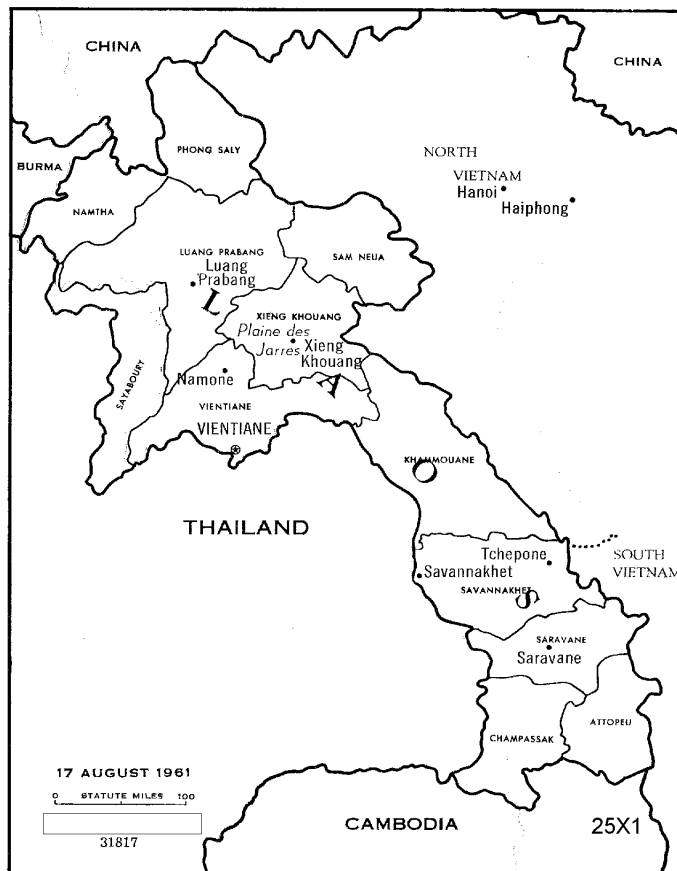 CHINA
CHINA
PHONG SALY
BURMA
NORTH
VIETNAM
Hanoi
Haiphong
NAMTHA
LUANG PRABANG
Luang
Prabang
SAM NEUA
L
XIENG KHOUANG
Plaine des
Jarres
Xieng
Khouang
A
Namone
SAYABOURY
VIENTIANE
VIENTIANE
KHAMMOUANE
O
THAILAND
Tchepone
SOUTH
VIETNAM
Savannakhet
SAVANNAKHET
S
SARAVANE
Saravane
ATTOPEU
CHAMPASSAK
17 AUGUST 1961
0 STATUTE MILES 100
31817
CAMBODIA
25X1